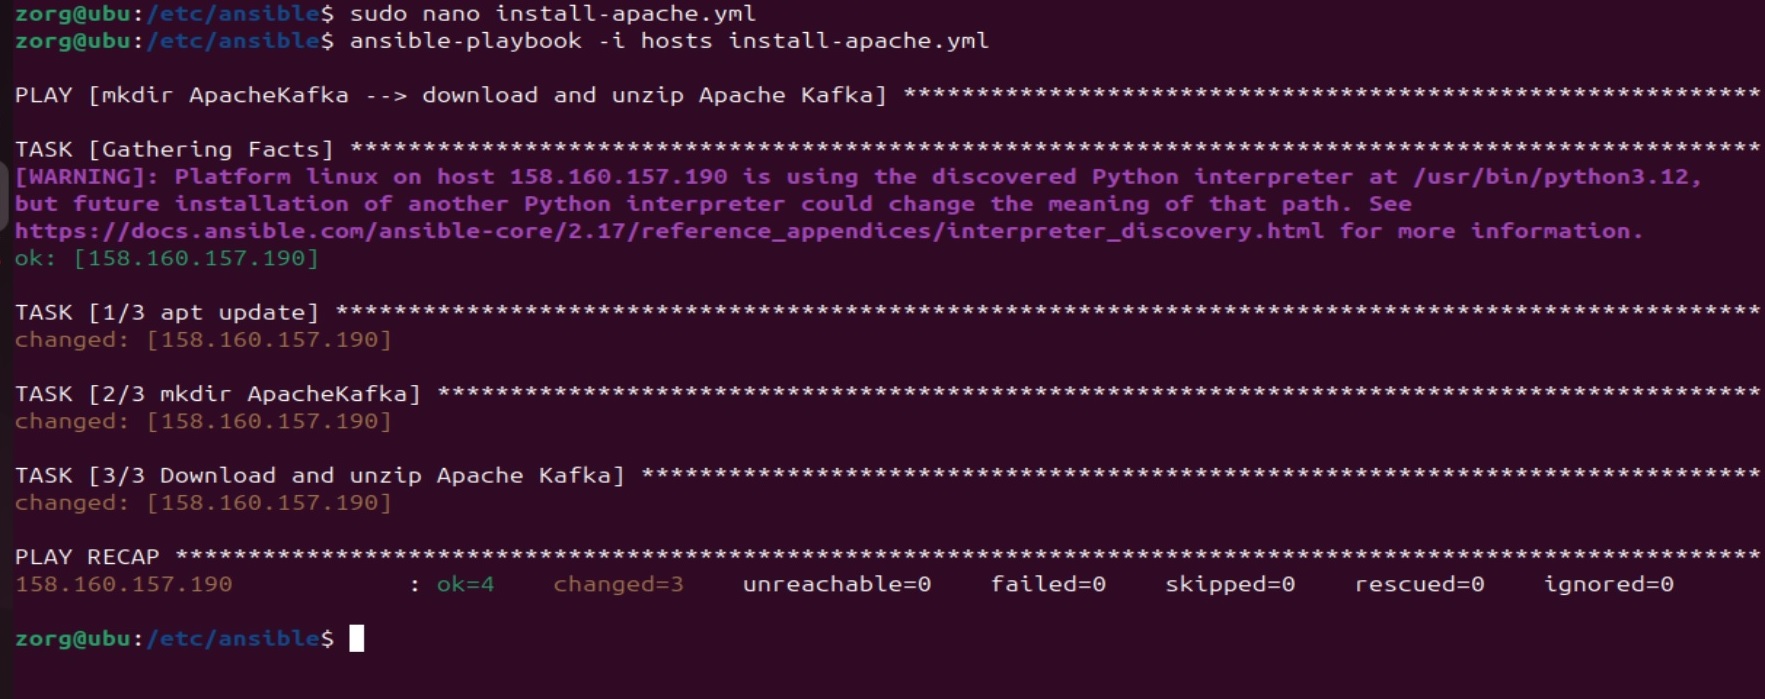 zorg@ubu:/etc/ansible$ sudo nano install-apache.yml
zorg@ubu:/etc/ansible$ ansible-playbook -i hosts install-apache.yml
PLAY [mkdir ApacheKafka --> download and unzip Apache Kafka] ***********************************************************
TASK [Gathering Facts] *************************************************************************************************
[WARNING]: Platform linux on host 158.160.157.190 is using the discovered Python interpreter at /usr/bin/python3.12,
but future installation of another Python interpreter could change the meaning of that path. See
https://docs.ansible.com/ansible-core/2.17/reference_appendices/interpreter_discovery.html for more information.
ok: [158.160.157.190]
TASK [1/3 apt update] **************************************************************************************************
changed: [158.160.157.190]
TASK [2/3 mkdir ApacheKafka] *******************************************************************************************
changed: [158.160.157.190]
TASK [3/3 Download and unzip Apache Kafka] *****************************************************************************
changed: [158.160.157.190]
PLAY RECAP *************************************************************************************************************
158.160.157.190            : ok=4    changed=3    unreachable=0    failed=0    skipped=0    rescued=0    ignored=0
zorg@ubu:/etc/ansible$